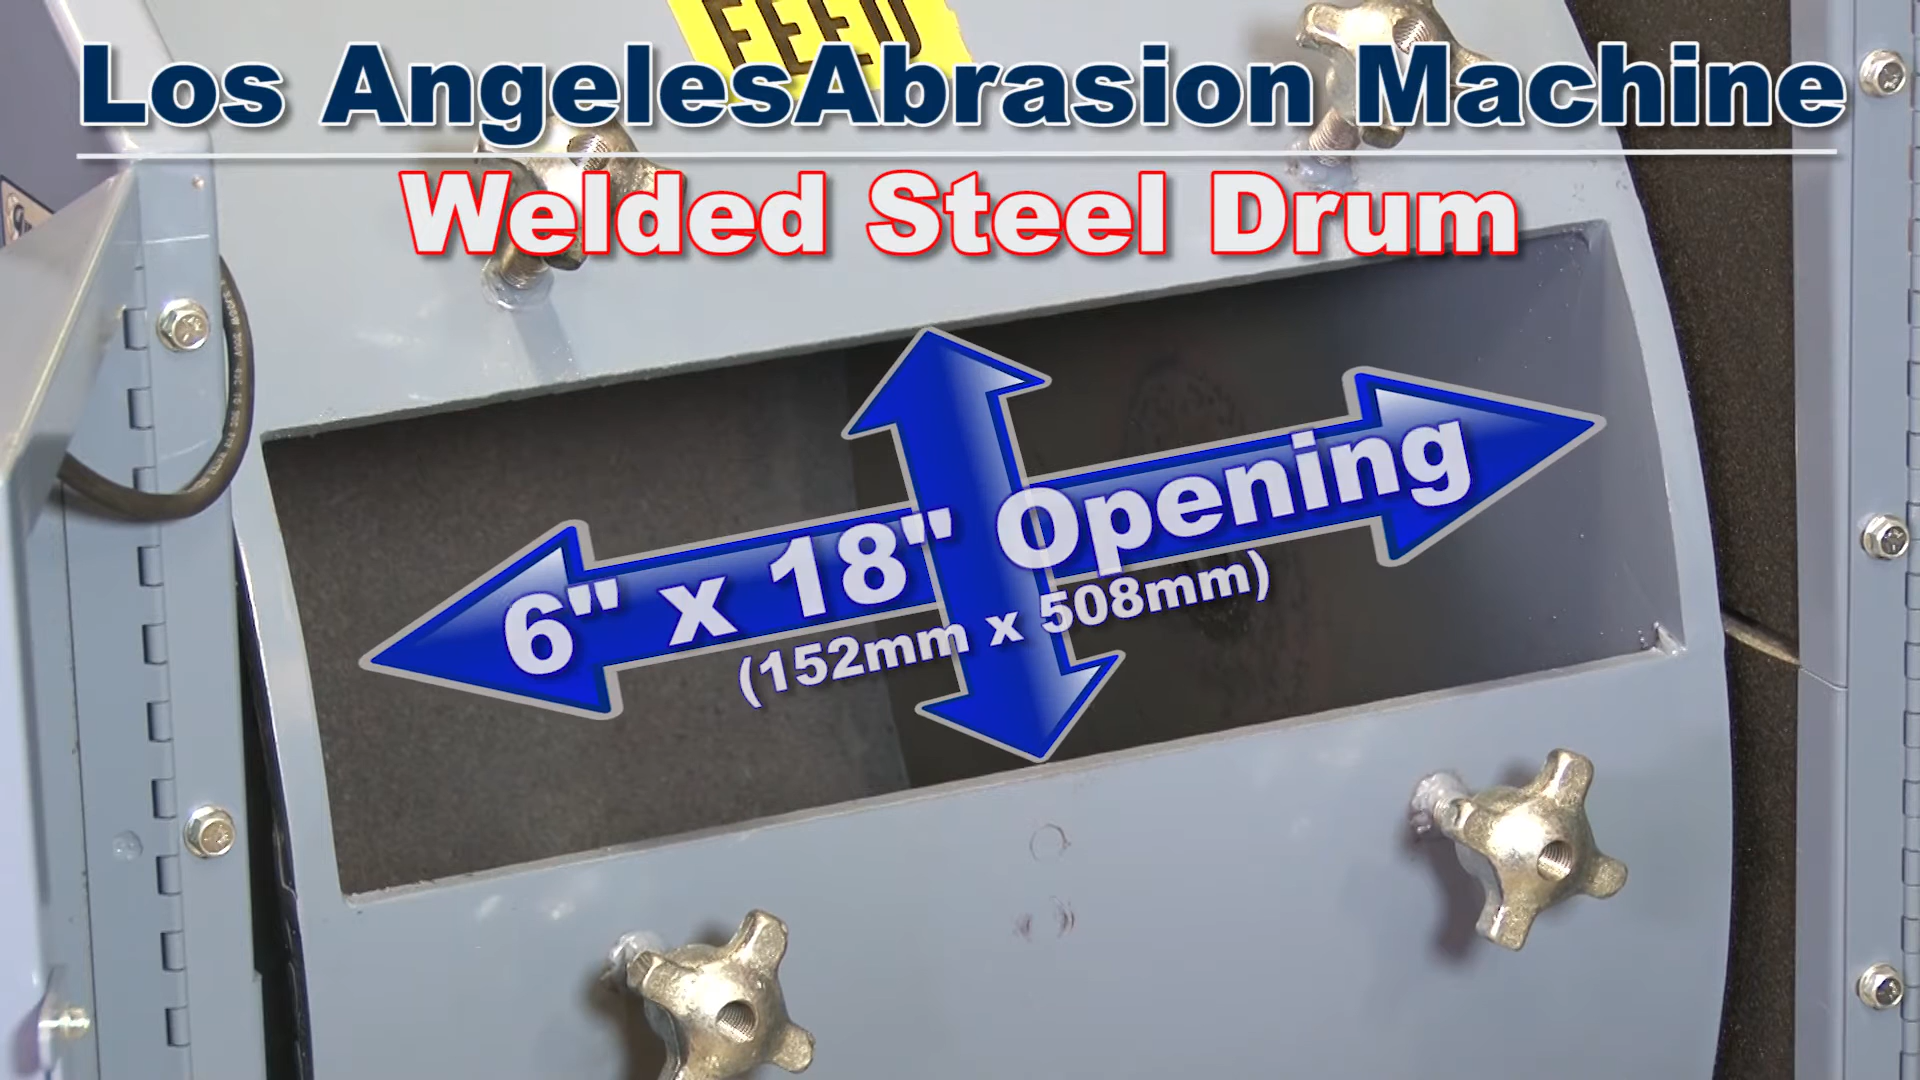 FEED
Los AngelesAbrasion Machine
Welded Steel Drum
6" x 18" Opening
(152mm x 508mm)